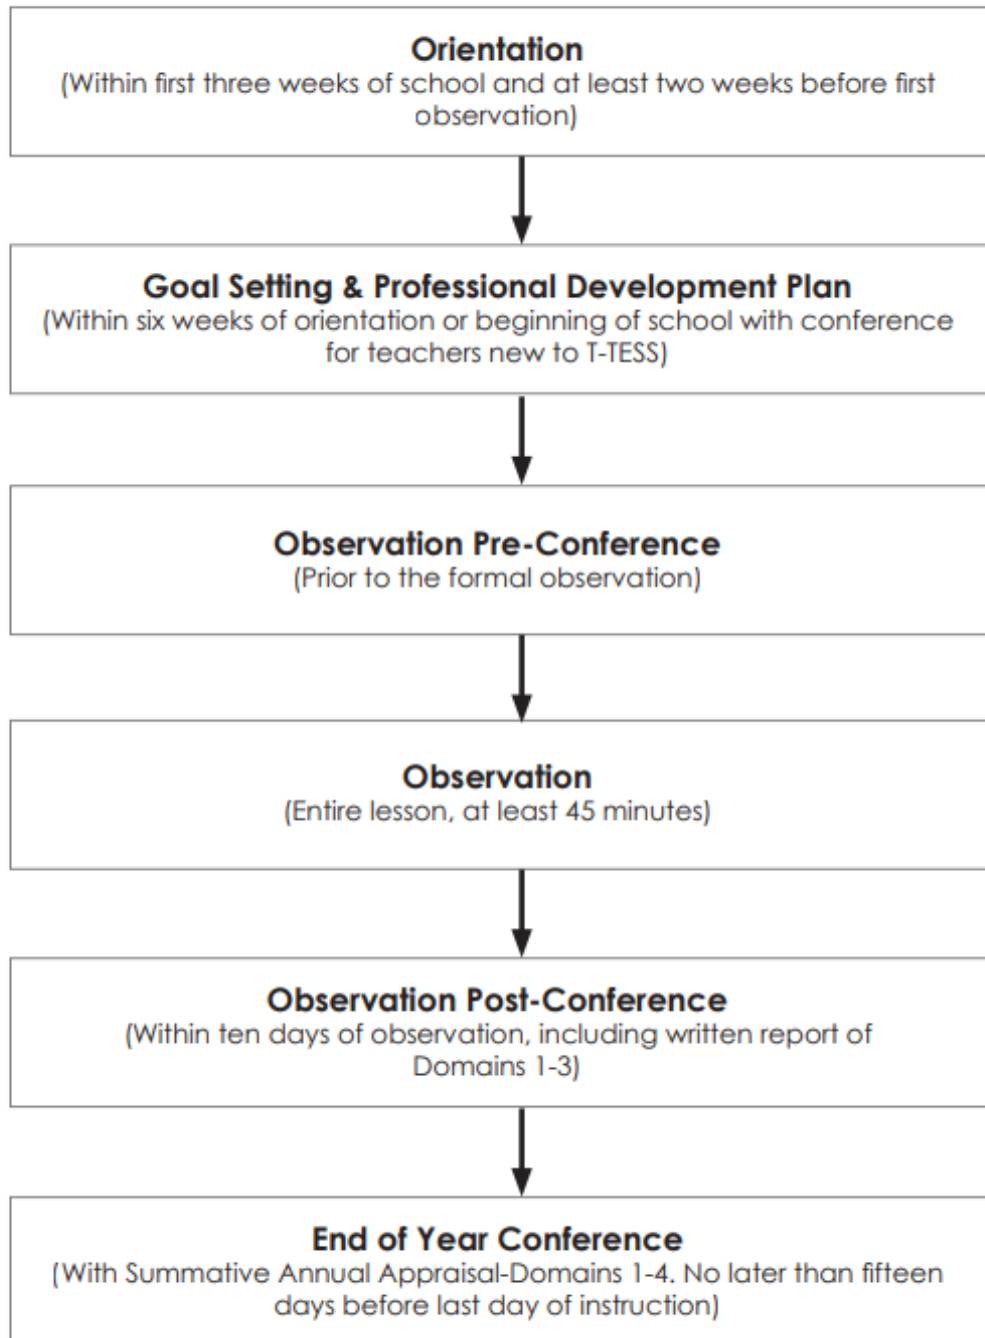 Orientation
(Within first three weeks of school and at least two weeks before first
observation)
Goal Setting & Professional Development Plan
(Within six weeks of orientation or beginning of school with conference
for teachers new to T-TESS)
Observation Pre-Conference
(Prior to the formal observation)
Observation
(Entire lesson, at least 45 minutes)
Observation Post-Conference
(Within ten days of observation, including written report of
Domains 1-3)
End of Year Conference
(With Summative Annual Appraisal-Domains 1-4. No later than fifteen
days before last day of instruction)